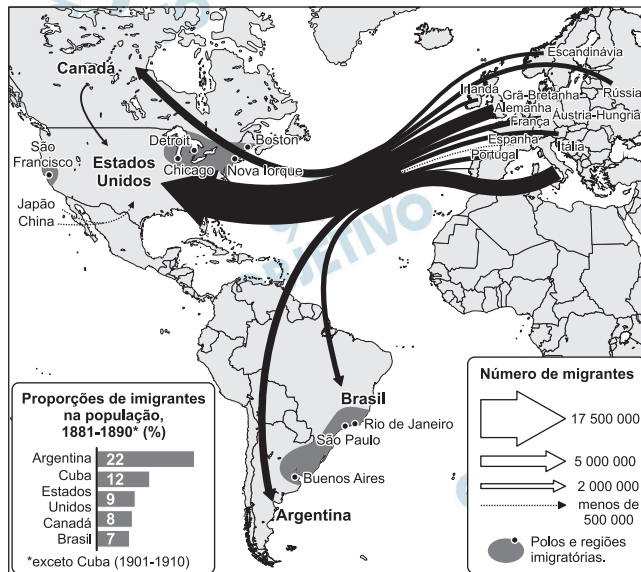 OBJETIVO
Escandinávia
Canadá
Irlanda
Grã-Bretanha
Rússia
Alemanha
França
Áustria-Hungria
Espanha
Itália
Portugal
São
Francisco
Detroit
Boston
Estados
Unidos
Chicago
Nova Iorque
Japão
China
Brasil
Rio de Janeiro
São Paulo
Buenos Aires
Argentina
Proporções de imigrantes
na população,
1881-1890* (%)
Argentina 22
Cuba 12
Estados
Unidos 9
Canadá 8
Brasil 7
*exceto Cuba (1901-1910)
Número de migrantes
17 500 000
5 000 000
2 000 000
menos de
500 000
Polos e regiões
imigratórias.